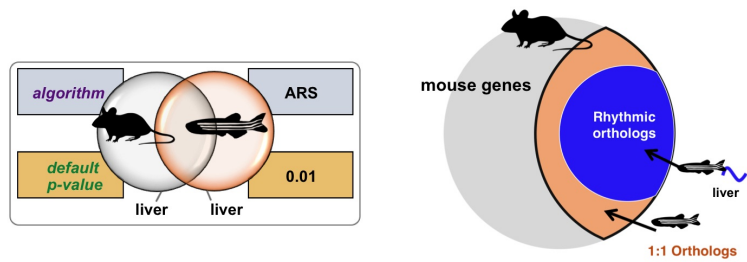 algorithm
ARS
default
p-value
0.01
liver
liver
mouse genes
Rhythmic
orthologs
liver
1:1 Orthologs